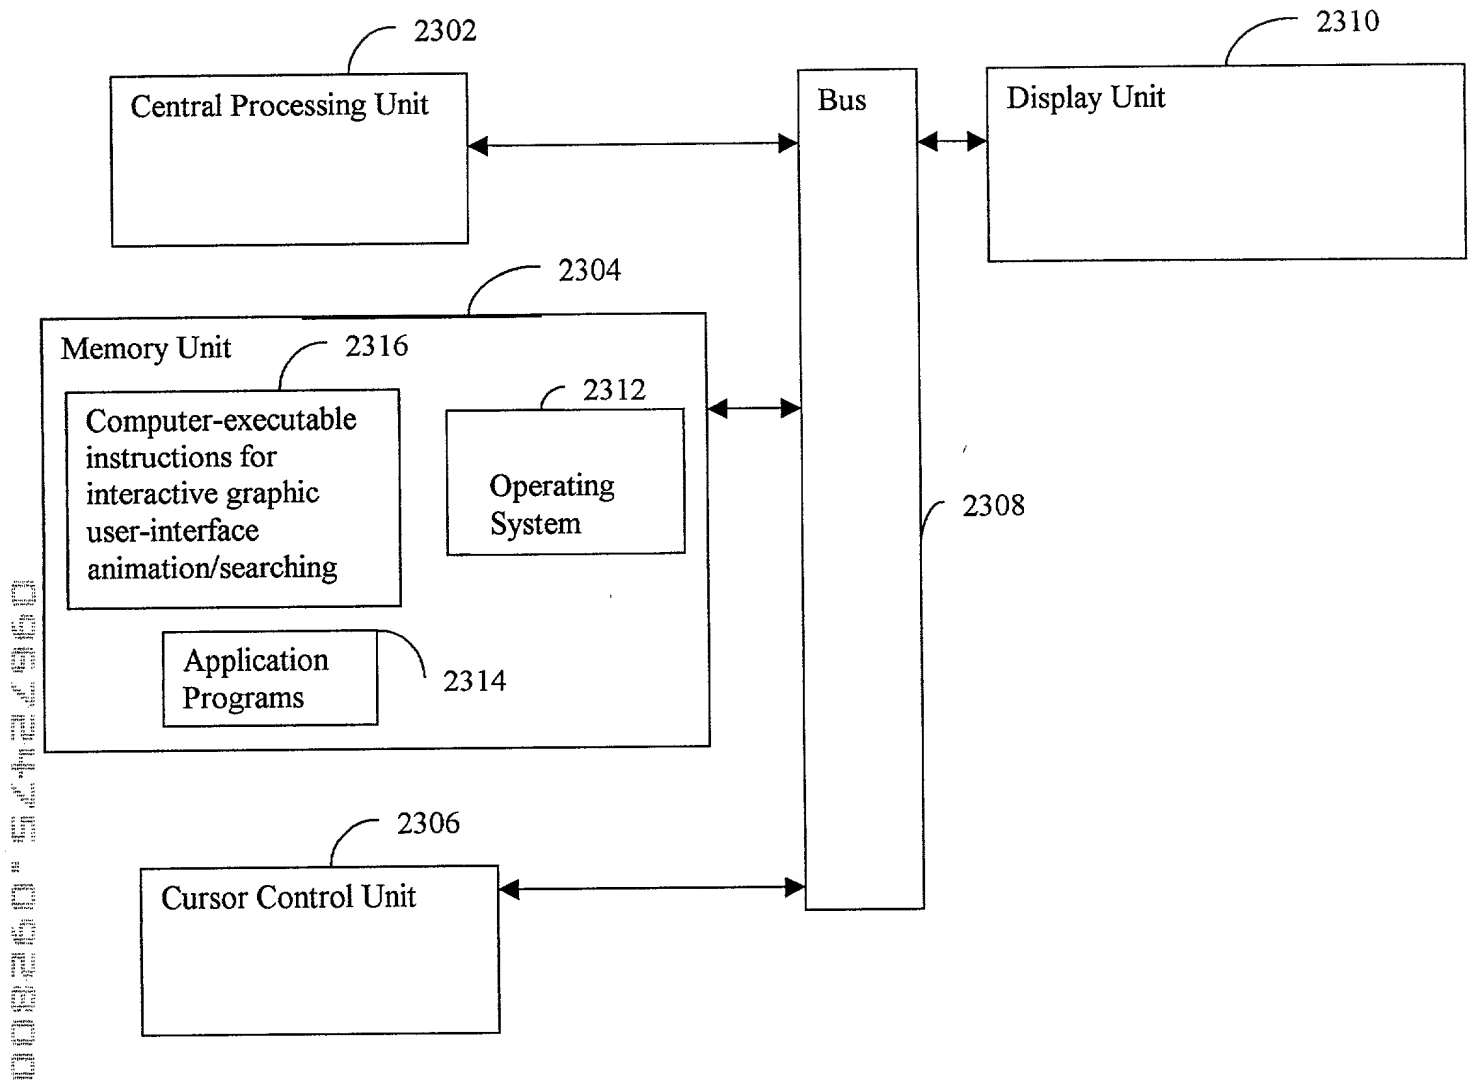 2302
Central Processing Unit
Bus
2310
Display Unit
2304
Memory Unit
2316
Computer-executable
instructions for
interactive graphic
user-interface
animation/searching
2312
Operating
System
2308
Application
Programs
2314
2306
Cursor Control Unit